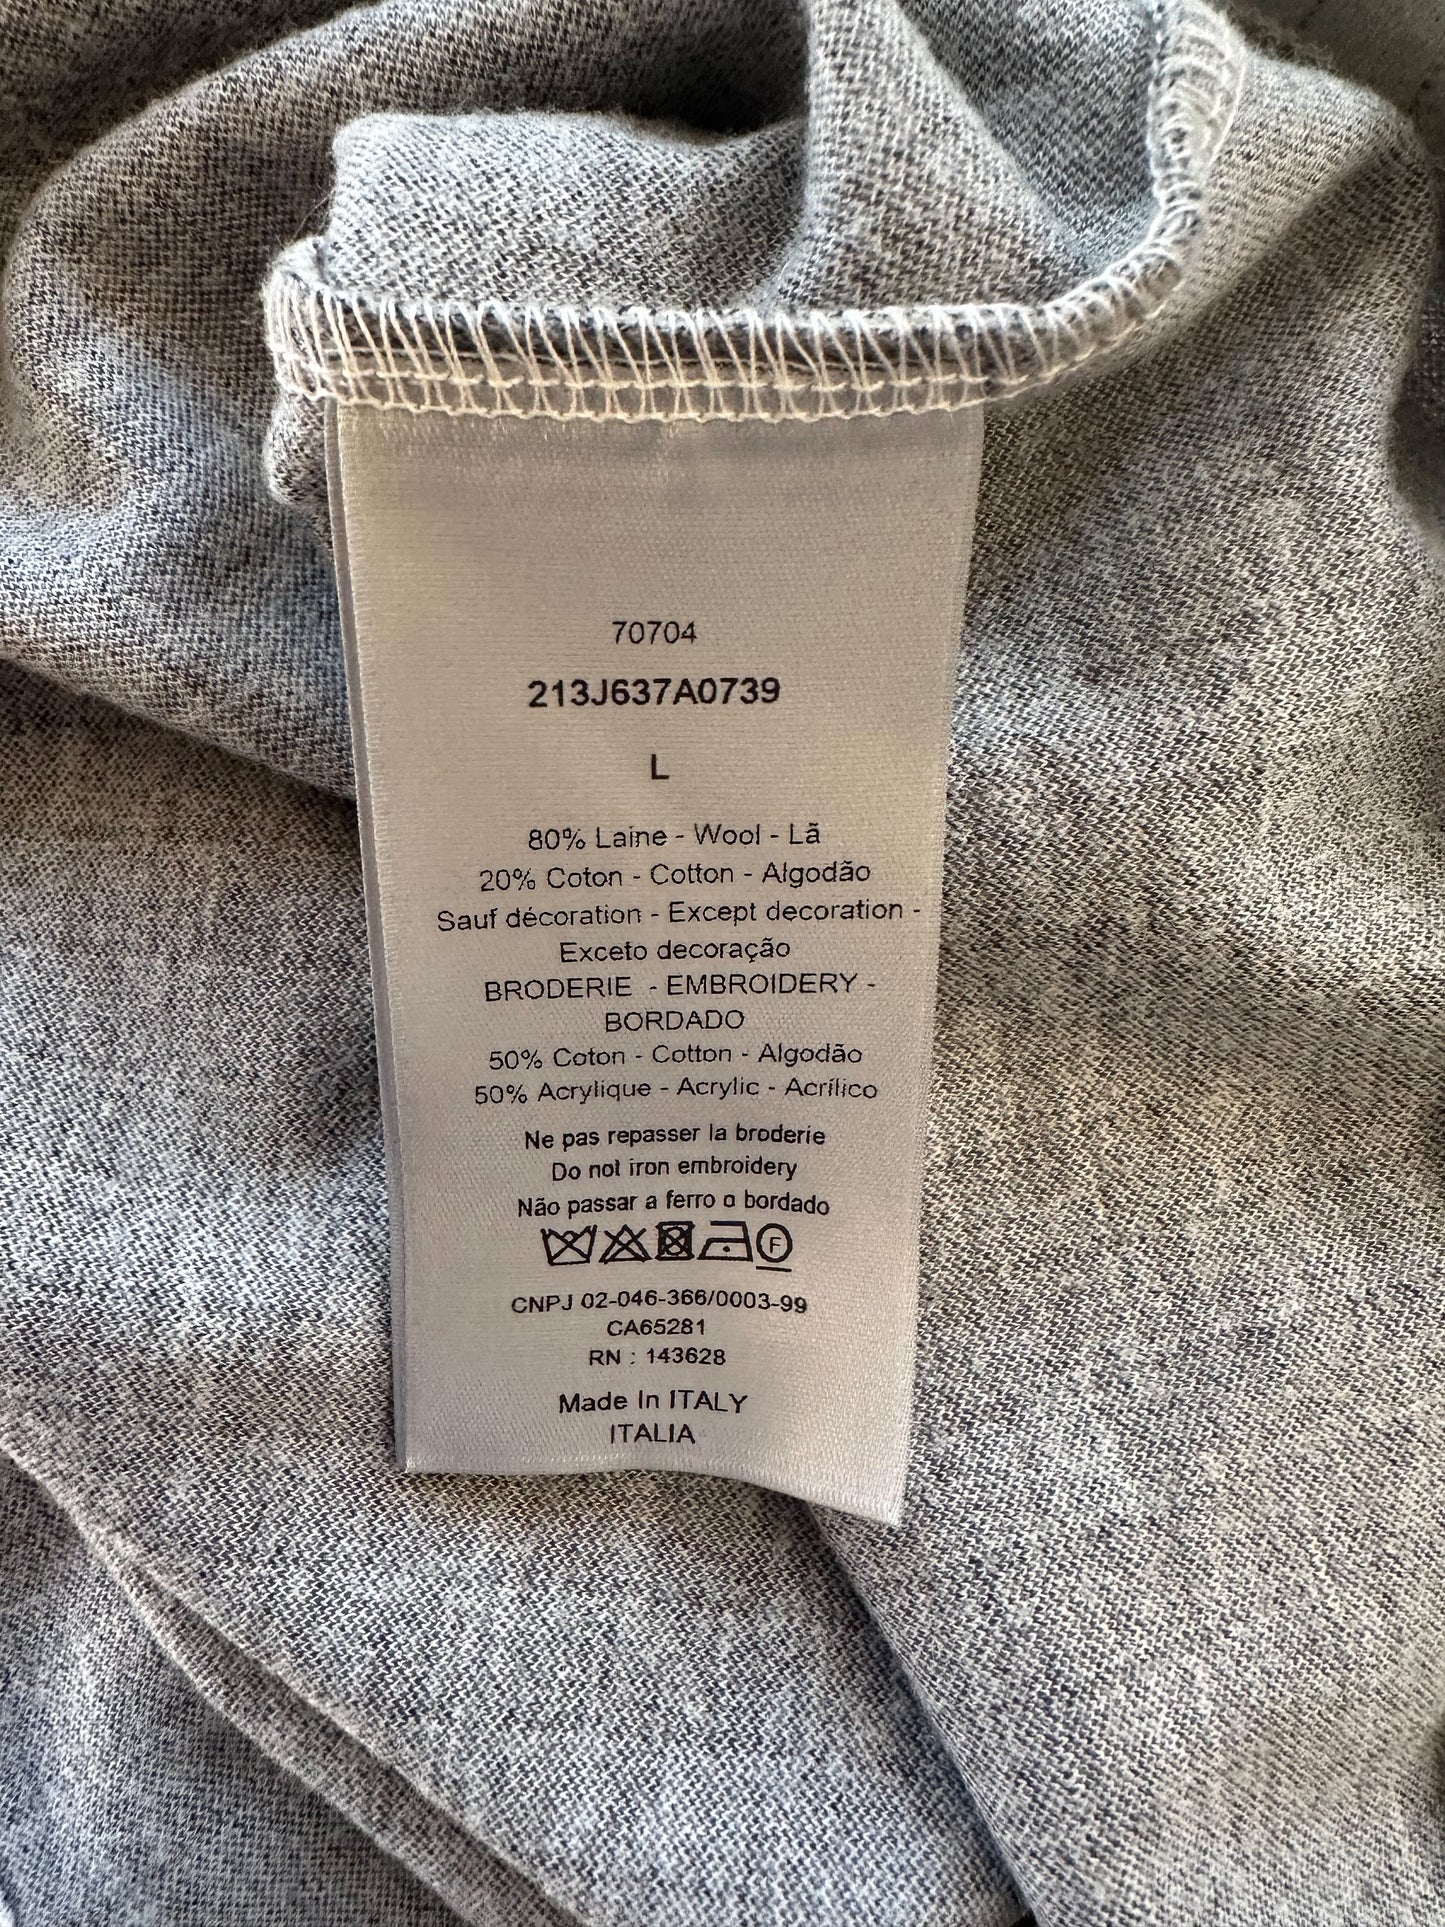 70704
213J637A0739
L
80% Laine - Wool - Lã
20% Coton - Cotton - Algodão
Sauf décoration - Except decoration -
Exceto decoração
BRODERIE - EMBROIDERY -
BORDADO
50% Coton - Cotton - Algodão
50% Acrylique - Acrylic - Acrílico
Ne pas repasser la broderie
Do not iron embroidery
Não passar a ferro o bordado
F
CNPJ 02-046-366/0003-99
CA65281
RN : 143628
Made In ITALY
ITALIA